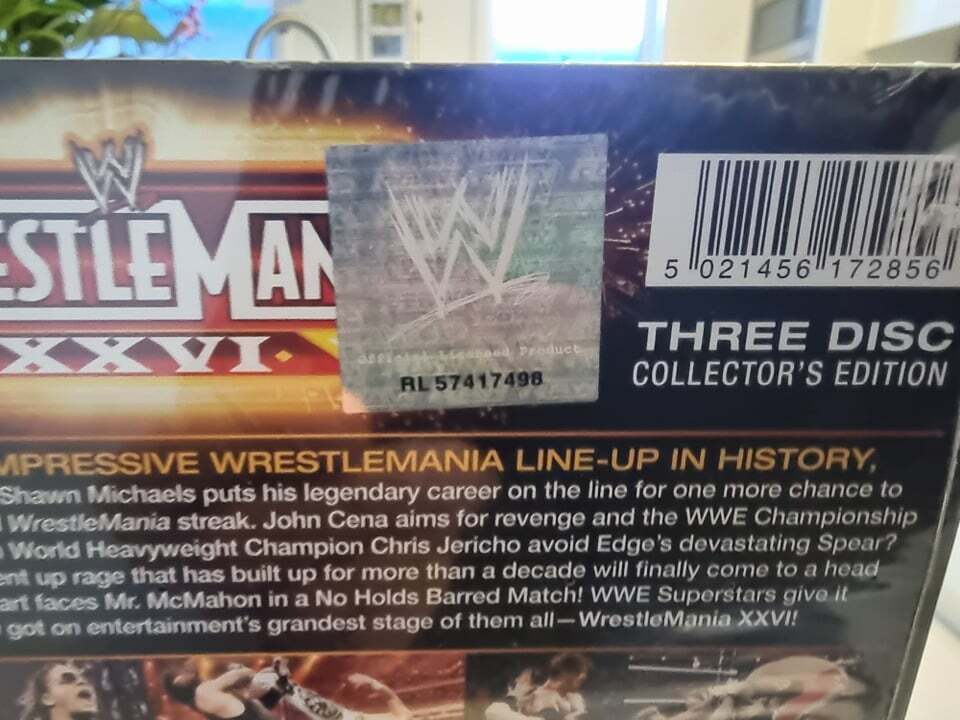 W
ESTLEMAN
XXVI
W
Official Licensed Product
RL 57417498
5 021456 172856
THREE DISC
COLLECTOR'S EDITION
MPRESSIVE WRESTLEMANIA LINE-UP IN HISTORY,
Shawn Michaels puts his legendary career on the line for one more chance to
WrestleMania streak. John Cena aims for revenge and the WWE Championship
World Heavyweight Champion Chris Jericho avoid Edge's devastating Spear?
ent up rage that has built up for more than a decade will finally come to a head
art faces Mr. McMahon in a No Holds Barred Match! WWE Superstars give it
got on entertainment's grandest stage of them all—WrestleMania XXVI!